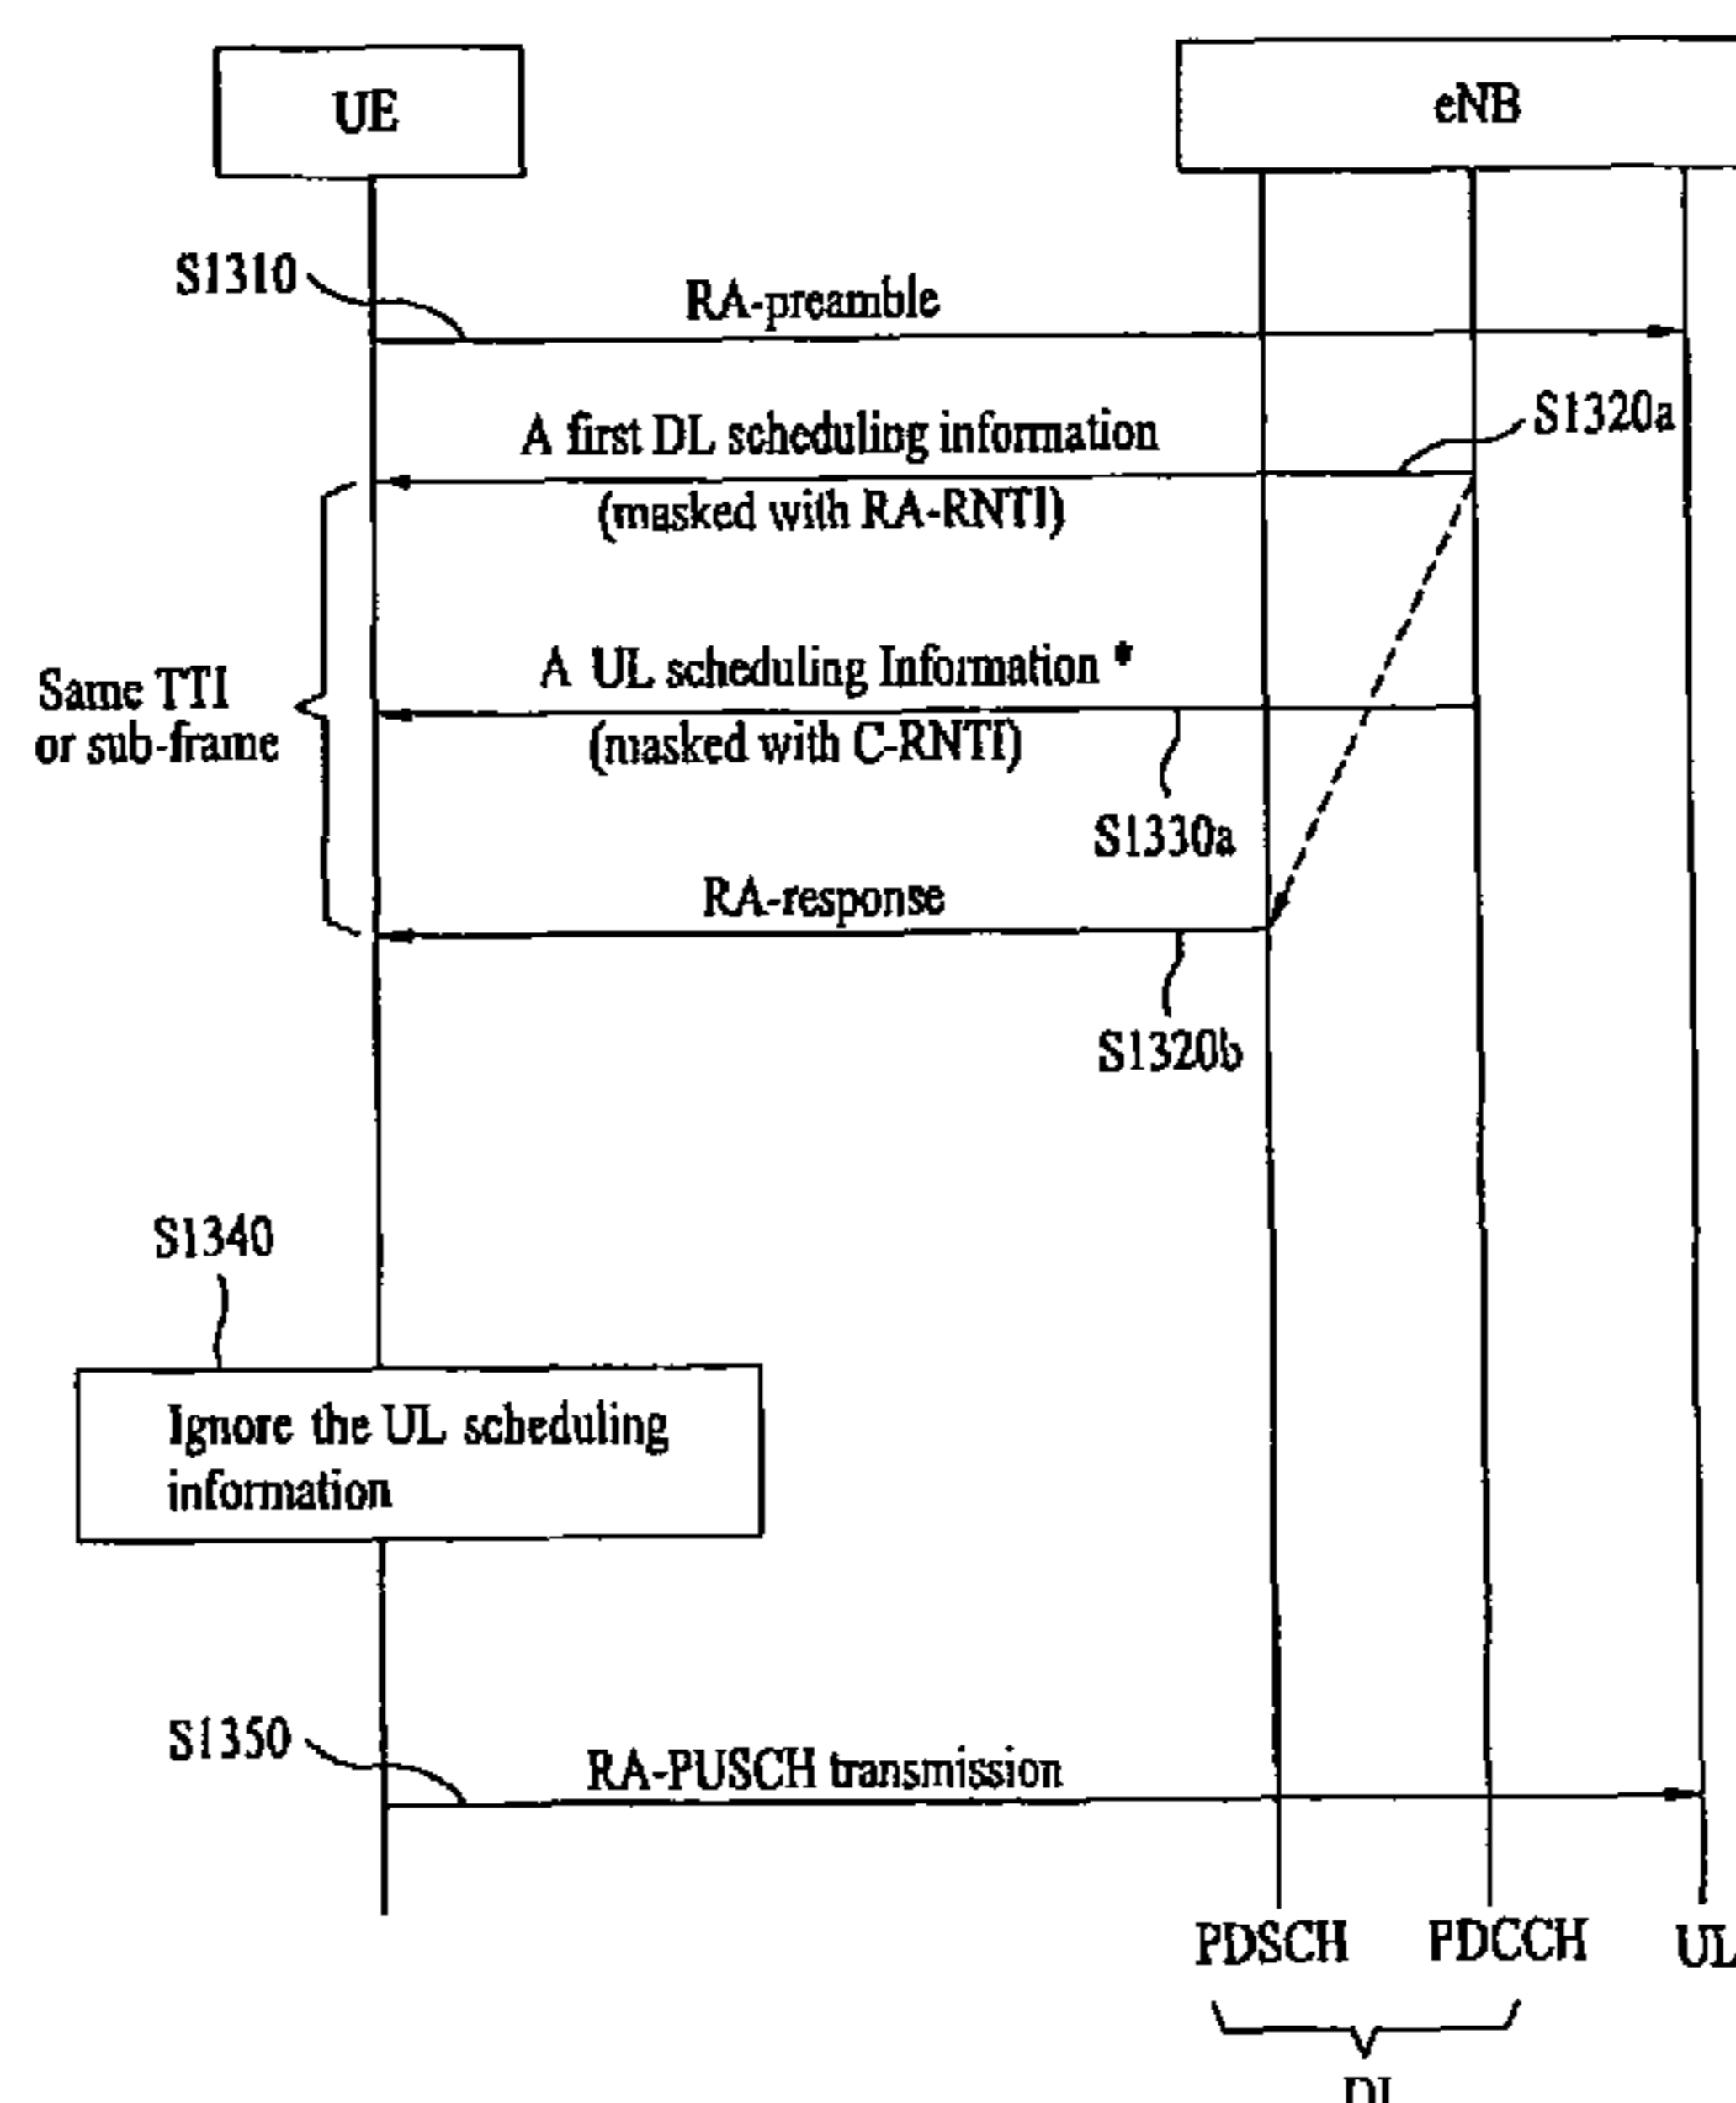 UE
eNB
S1310
RA-preamble
S1320a
A first DL scheduling information
(masked with RA-RNTI)
A UL scheduling Information *
Same TTI
or sub-frame
(masked with C-RNTI)
S1330a
RA-response
S1320b
S1340
Ignore the UL scheduling
information
S1350
RA-PUSCH transmission
PDSCH
PDCCH
UL
DL